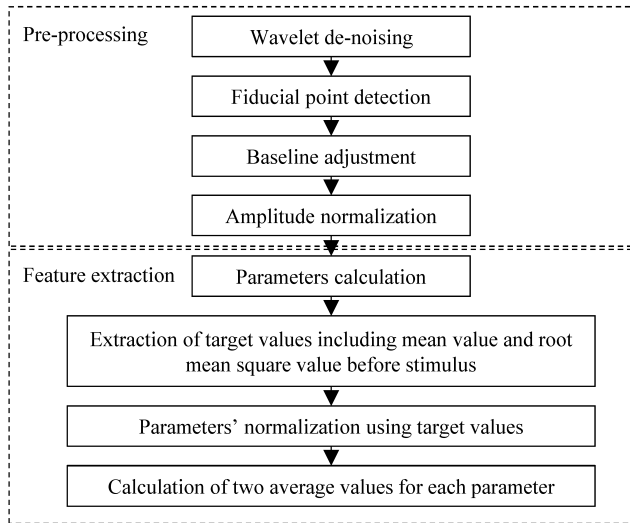 Pre-processing
Wavelet de-noising
Fiducial point detection
Baseline adjustment
Amplitude normalization
Feature extraction
Parameters calculation
Extraction of target values including mean value and root
mean square value before stimulus
Parameters’ normalization using target values
Calculation of two average values for each parameter